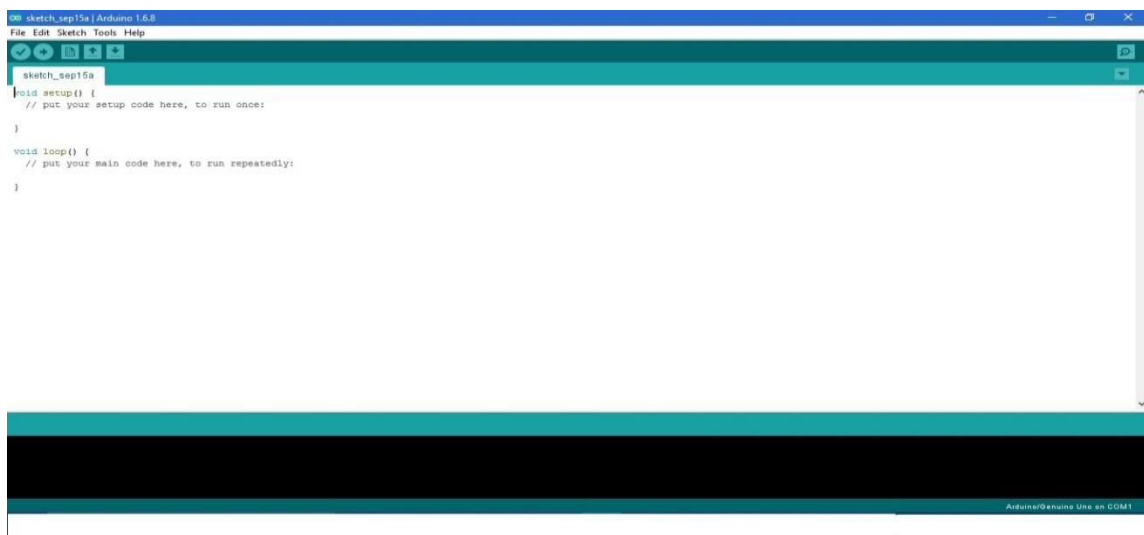 sketch_sep15a | Arduino 1.6.8
File Edit Sketch Tools Help
sketch_sep15a
void setup() {
  // put your setup code here, to run once:
}
void loop() {
  // put your main code here, to run repeatedly:
}
Arduino/Genuino Uno on COM1